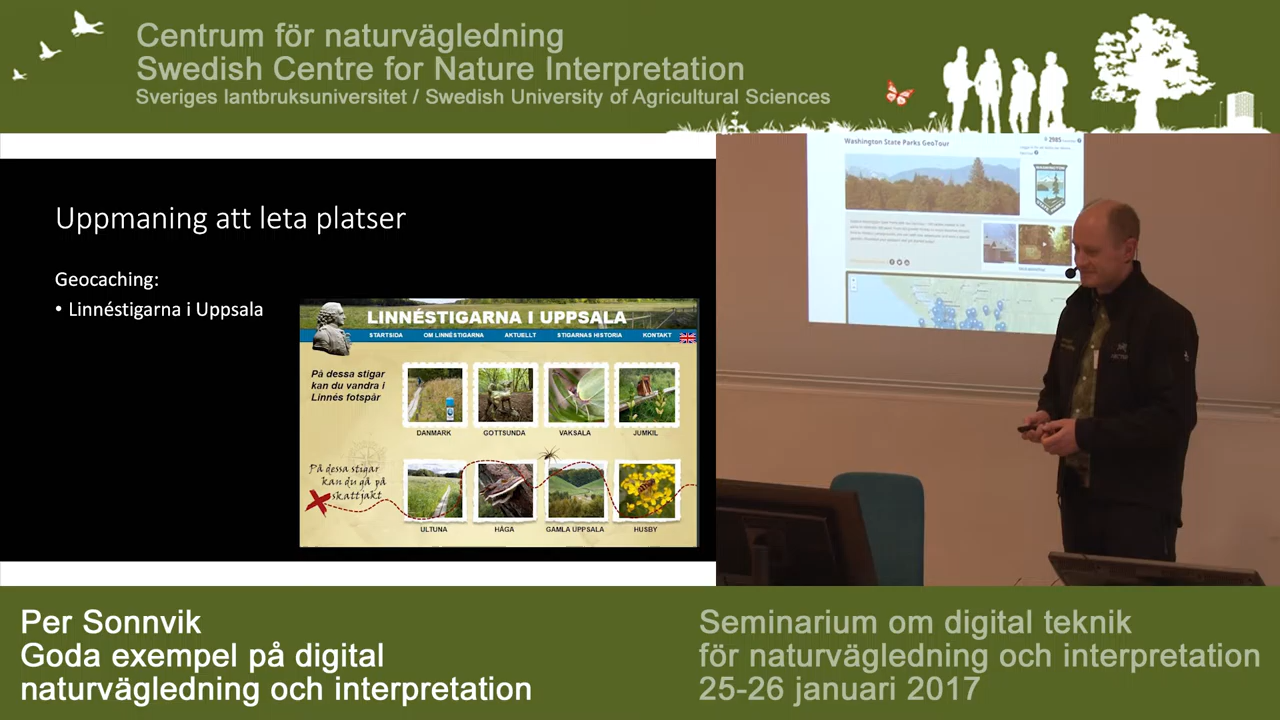 Centrum för naturvägledning
Swedish Centre for Nature Interpretation
Sveriges lantbruksuniversitet / Swedish University of Agricultural Sciences
Uppmaning att leta platser
Geocaching:
• Linnéstigarna i Uppsala
LINNÉSTIGARNA I UPPSALA
STARTSIDA OM LINNÉSTIGARNA AKTUELLT STIGARNAS HISTORIA KONTAKT
På dessa stigar
kan du vandra i
Linnés fotspår
DANMARK GOTTSUNDA VAKSALA JUMKIL
På dessa stigar
kan du gå på
skattjakt
ULTUNA HÅGA GAMLA UPPSALA HUSBY
Washington State Parks GeoTour
2985
WASHINGTON
Per Sonnvik
Goda exempel på digital
naturvägledning och interpretation
Seminarium om digital teknik
för naturvägledning och interpretation
25-26 januari 2017